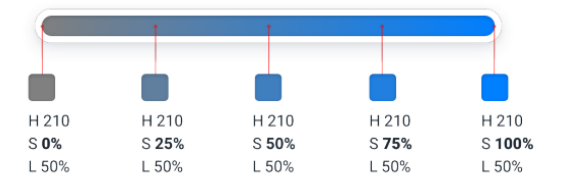 H 210 H 210 H 210 H 210 H 210
S 0% S 25% S 50% S 75% S 100%
L 50% L 50% L 50% L 50% L 50%